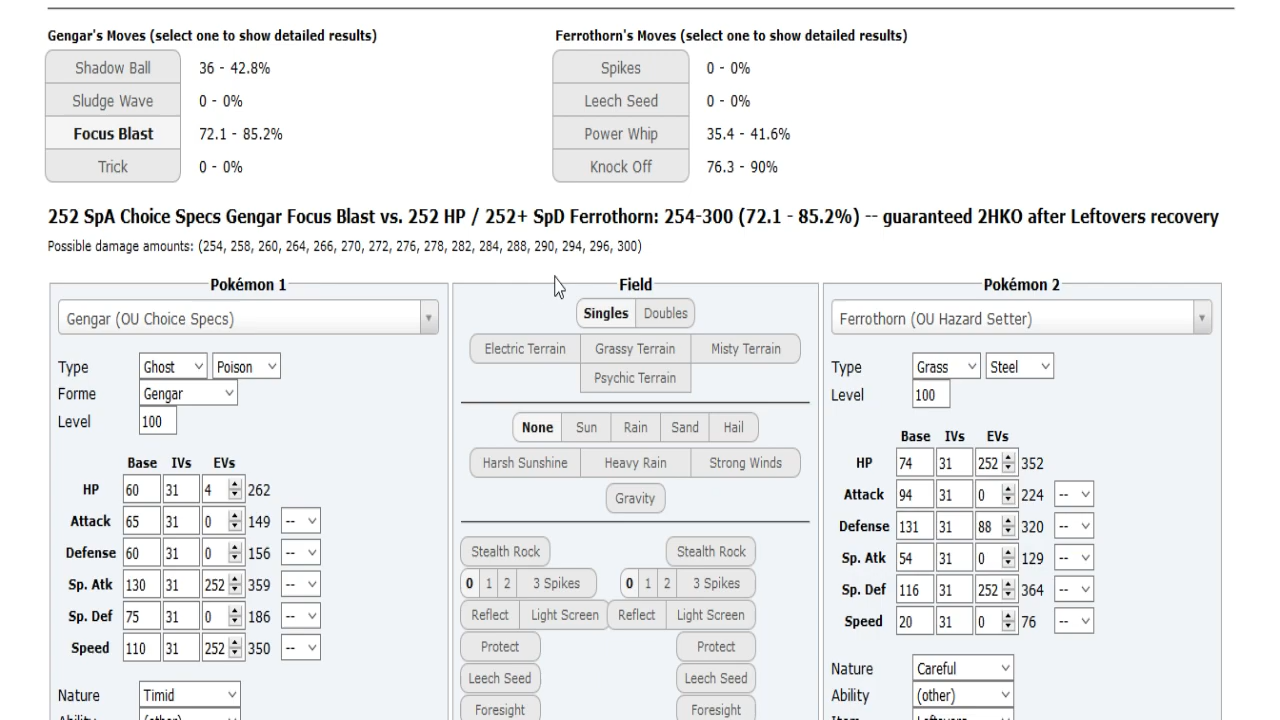 Gengar's Moves (select one to show detailed results)
Shadow Ball 36 - 42.8%
Sludge Wave 0 - 0%
Focus Blast 72.1 - 85.2%
Trick 0 - 0%
Ferrothorn's Moves (select one to show detailed results)
Spikes 0 - 0%
Leech Seed 0 - 0%
Power Whip 35.4 - 41.6%
Knock Off 76.3 - 90%
252 SpA Choice Specs Gengar Focus Blast vs. 252 HP / 252+ SpD Ferrothorn: 254-300 (72.1 - 85.2%) -- guaranteed 2HKO after Leftovers recovery
Possible damage amounts: (254, 258, 260, 264, 266, 270, 272, 276, 278, 282, 284, 288, 290, 294, 296, 300)
Pokémon 1
Gengar (OU Choice Specs)
Type Ghost Poison
Forme Gengar
Level 100
Base IVs EVs
HP 60 31 4 262
Attack 65 31 0 149 --
Defense 60 31 0 156 --
Sp. Atk 130 31 252 359 --
Sp. Def 75 31 0 186 --
Speed 110 31 252 350 --
Nature Timid
Ability (other)
Field
Singles Doubles
Electric Terrain Grassy Terrain Misty Terrain
Psychic Terrain
None Sun Rain Sand Hail
Harsh Sunshine Heavy Rain Strong Winds
Gravity
Stealth Rock Stealth Rock
0 1 2 3 Spikes 0 1 2 3 Spikes
Reflect Light Screen Reflect Light Screen
Protect Protect
Leech Seed Leech Seed
Foresight Foresight
Pokémon 2
Ferrothorn (OU Hazard Setter)
Type Grass Steel
Level 100
Base IVs EVs
HP 74 31 252 352
Attack 94 31 0 224 --
Defense 131 31 88 320 --
Sp. Atk 54 31 0 129 --
Sp. Def 116 31 252 364 --
Speed 20 31 0 76 --
Nature Careful
Ability (other)
Item Leftovers